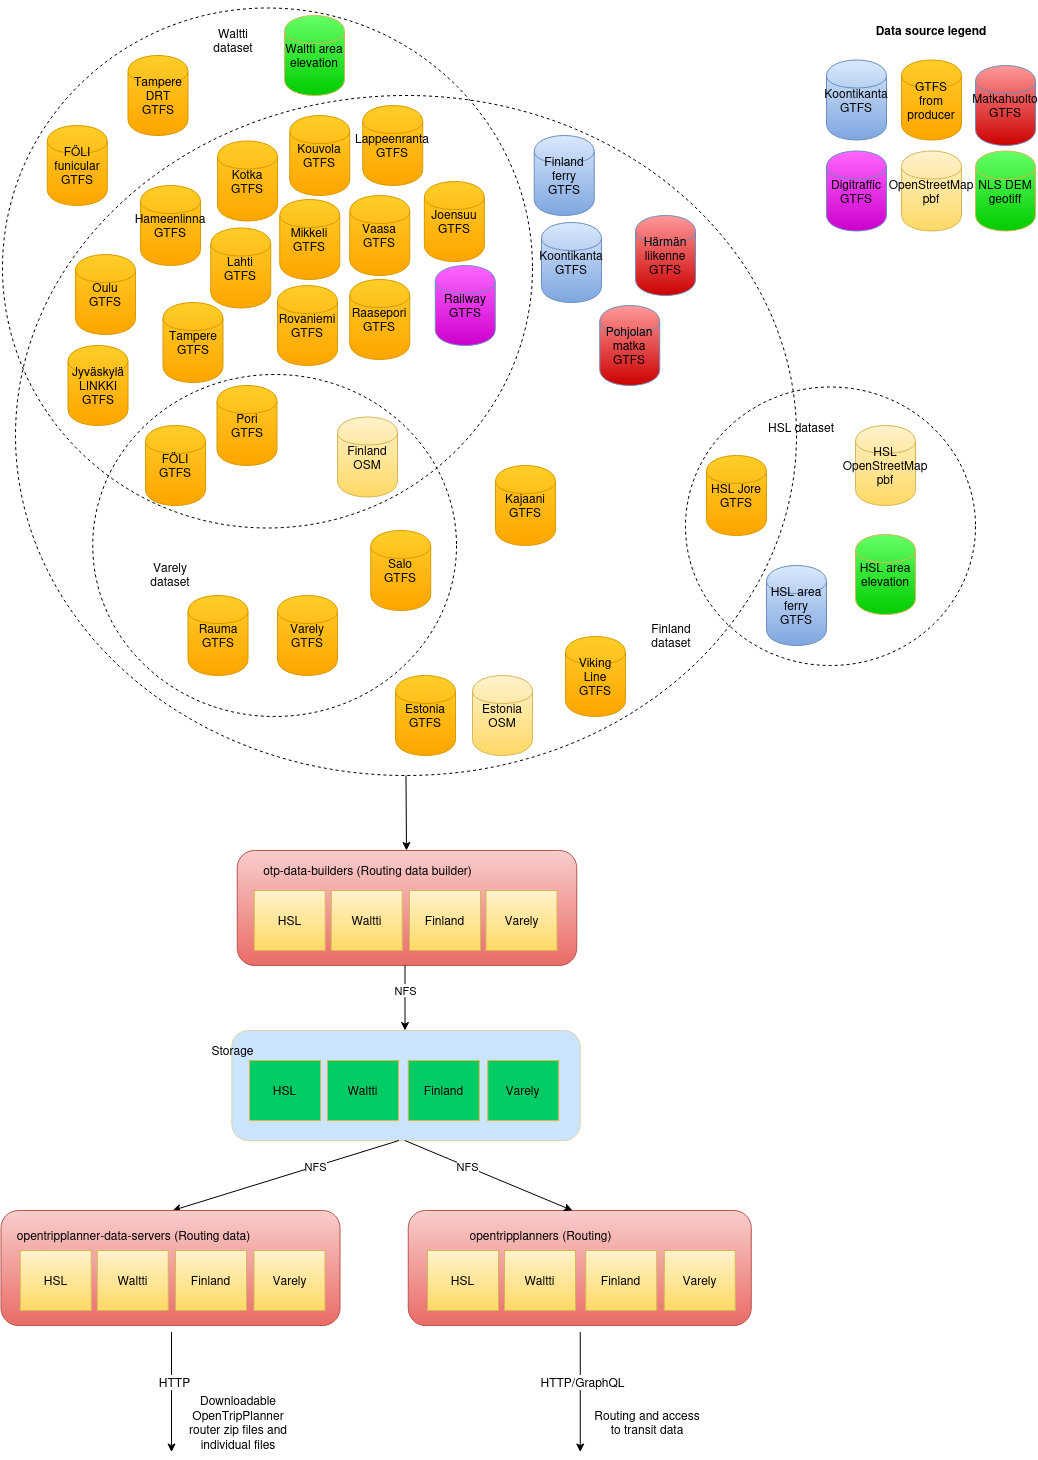 Waltti
dataset
Waltti area
elevation
Data source legend
Koontikanta
GTFS
GTFS
from
producer
Matkahuolto
GTFS
Digitraffic
GTFS
OpenStreetMap
pbf
NLS DEM
geotiff
Tampere
DRT
GTFS
FÖLI
funicular
GTFS
Kotka
GTFS
Kouvola
GTFS
Lappeenranta
GTFS
Finland
ferry
GTFS
Hameenlinna
GTFS
Lahti
GTFS
Mikkeli
GTFS
Vaasa
GTFS
Joensuu
GTFS
Koontikanta
GTFS
Härmän
liikenne
GTFS
Oulu
GTFS
Tampere
GTFS
Rovaniemi
GTFS
Raasepori
GTFS
Railway
GTFS
Pohjolan
matka
GTFS
Jyväskylä
LINKKI
GTFS
Pori
GTFS
FÖLI
GTFS
Finland
OSM
HSL dataset
HSL
OpenStreetMap
pbf
HSL Jore
GTFS
Kajaani
GTFS
HSL area
elevation
HSL area
ferry
GTFS
Varely
dataset
Salo
GTFS
Rauma
GTFS
Varely
GTFS
Finland
dataset
Viking
Line
GTFS
Estonia
GTFS
Estonia
OSM
otp-data-builders (Routing data builder)
HSL
Waltti
Finland
Varely
NFS
Storage
HSL
Waltti
Finland
Varely
NFS
NFS
opentripplanner-data-servers (Routing data)
HSL
Waltti
Finland
Varely
opentripplanners (Routing)
HSL
Waltti
Finland
Varely
HTTP
Downloadable
OpenTripPlanner
router zip files and
individual files
HTTP/GraphQL
Routing and access
to transit data